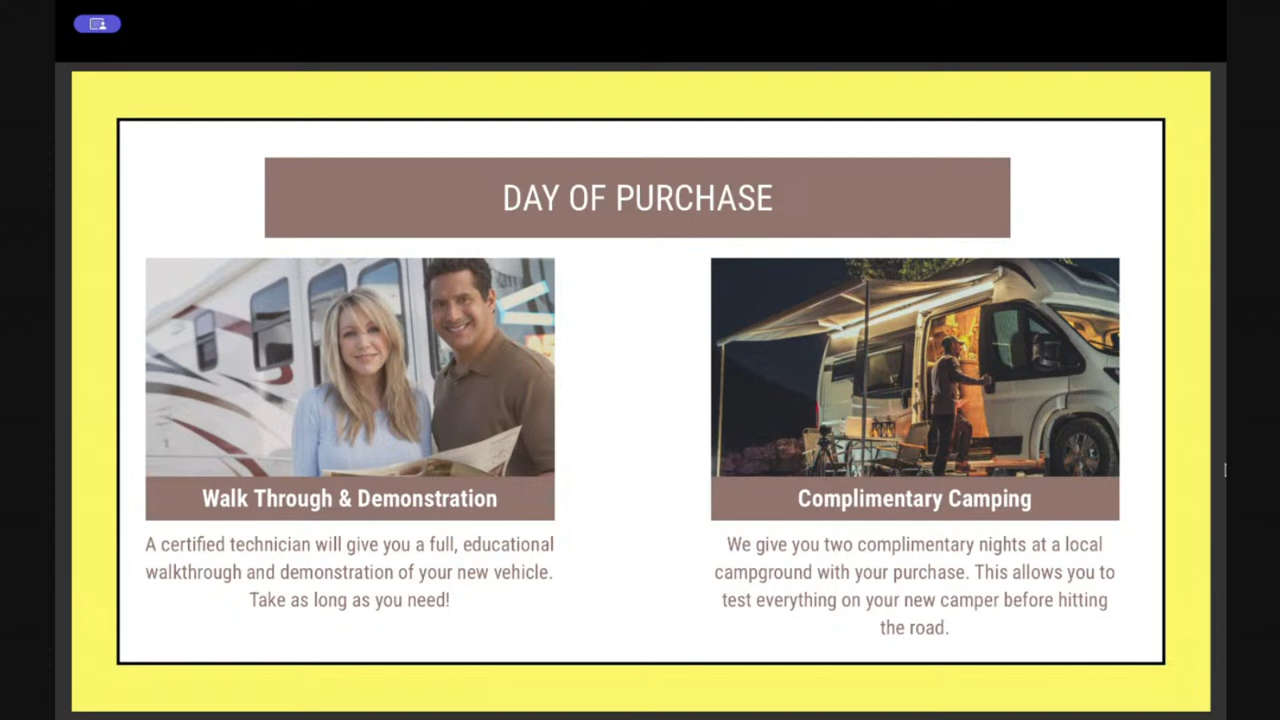 DAY OF PURCHASE
Walk Through & Demonstration
A certified technician will give you a full, educational
walkthrough and demonstration of your new vehicle.
Take as long as you need!
Complimentary Camping
We give you two complimentary nights at a local
campground with your purchase. This allows you to
test everything on your new camper before hitting
the road.